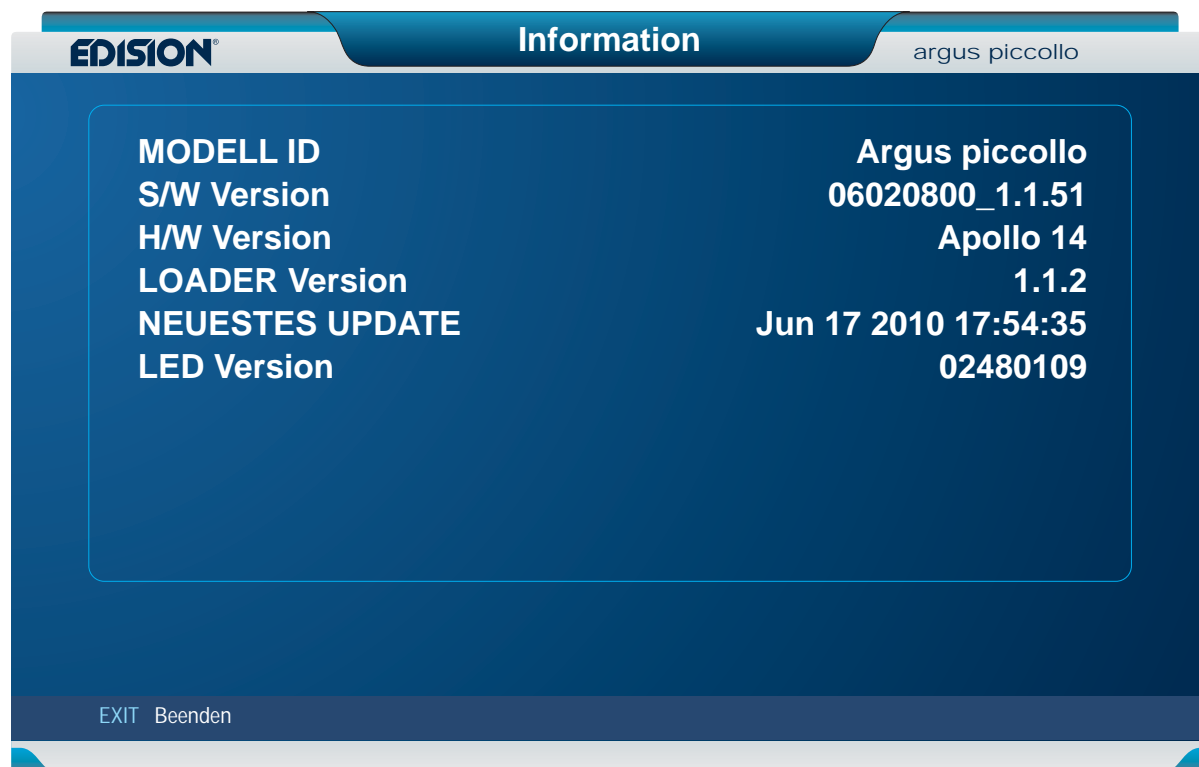 EDISION®
Information
argus piccollo
MODELL ID Argus piccollo
S/W Version 06020800_1.1.51
H/W Version Apollo 14
LOADER Version 1.1.2
NEUESTES UPDATE Jun 17 2010 17:54:35
LED Version 02480109
EXIT Beenden